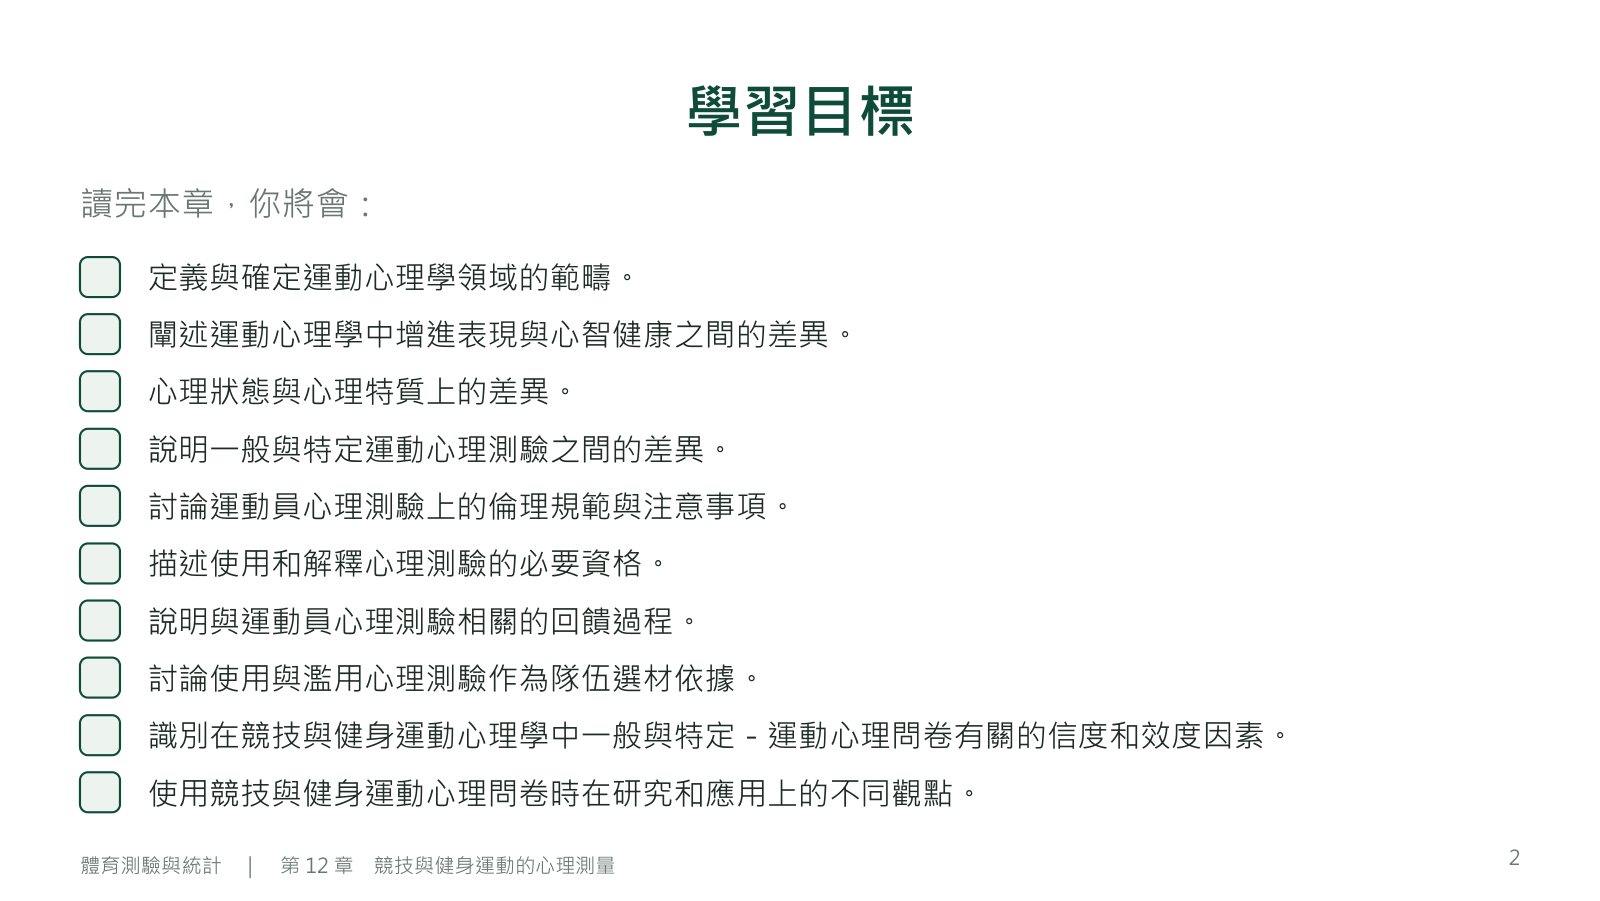 學習目標
讀完本章，你將會：
定義與確定運動心理學領域的範疇。
闡述運動心理學中增進表現與心智健康之間的差異。
心理狀態與心理特質上的差異。
說明一般與特定運動心理測驗之間的差異。
討論運動員心理測驗上的倫理規範與注意事項。
描述使用和解釋心理測驗的必要資格。
說明與運動員心理測驗相關的回饋過程。
討論使用與濫用心理測驗作為隊伍選材依據。
識別在競技與健身運動心理學中一般與特定 - 運動心理問卷有關的信度和效度因素。
使用競技與健身運動心理問卷時在研究和應用上的不同觀點。
體育測驗與統計 | 第 12 章 競技與健身運動的心理測量
2